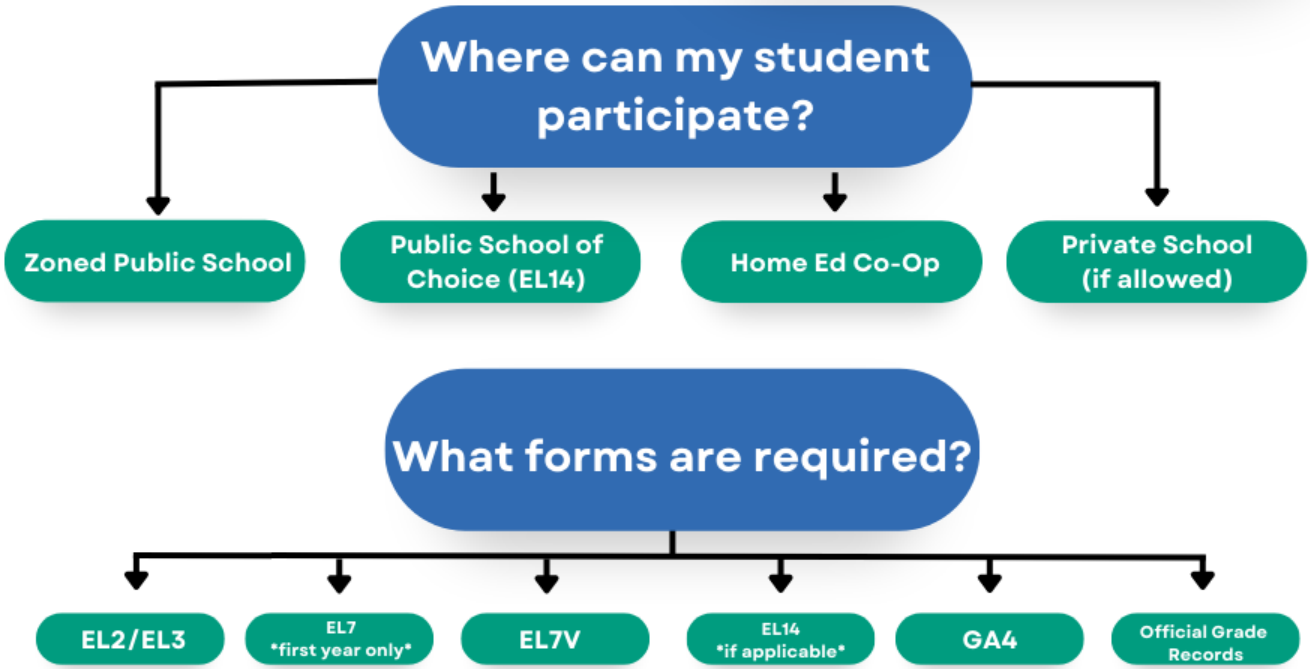 Where can my student
participate?
Zoned Public School
Public School of
Choice (EL14)
Home Ed Co-Op
Private School
(if allowed)
What forms are required?
EL2/EL3
EL7
*first year only*
EL7V
EL14
*if applicable*
GA4
Official Grade
Records